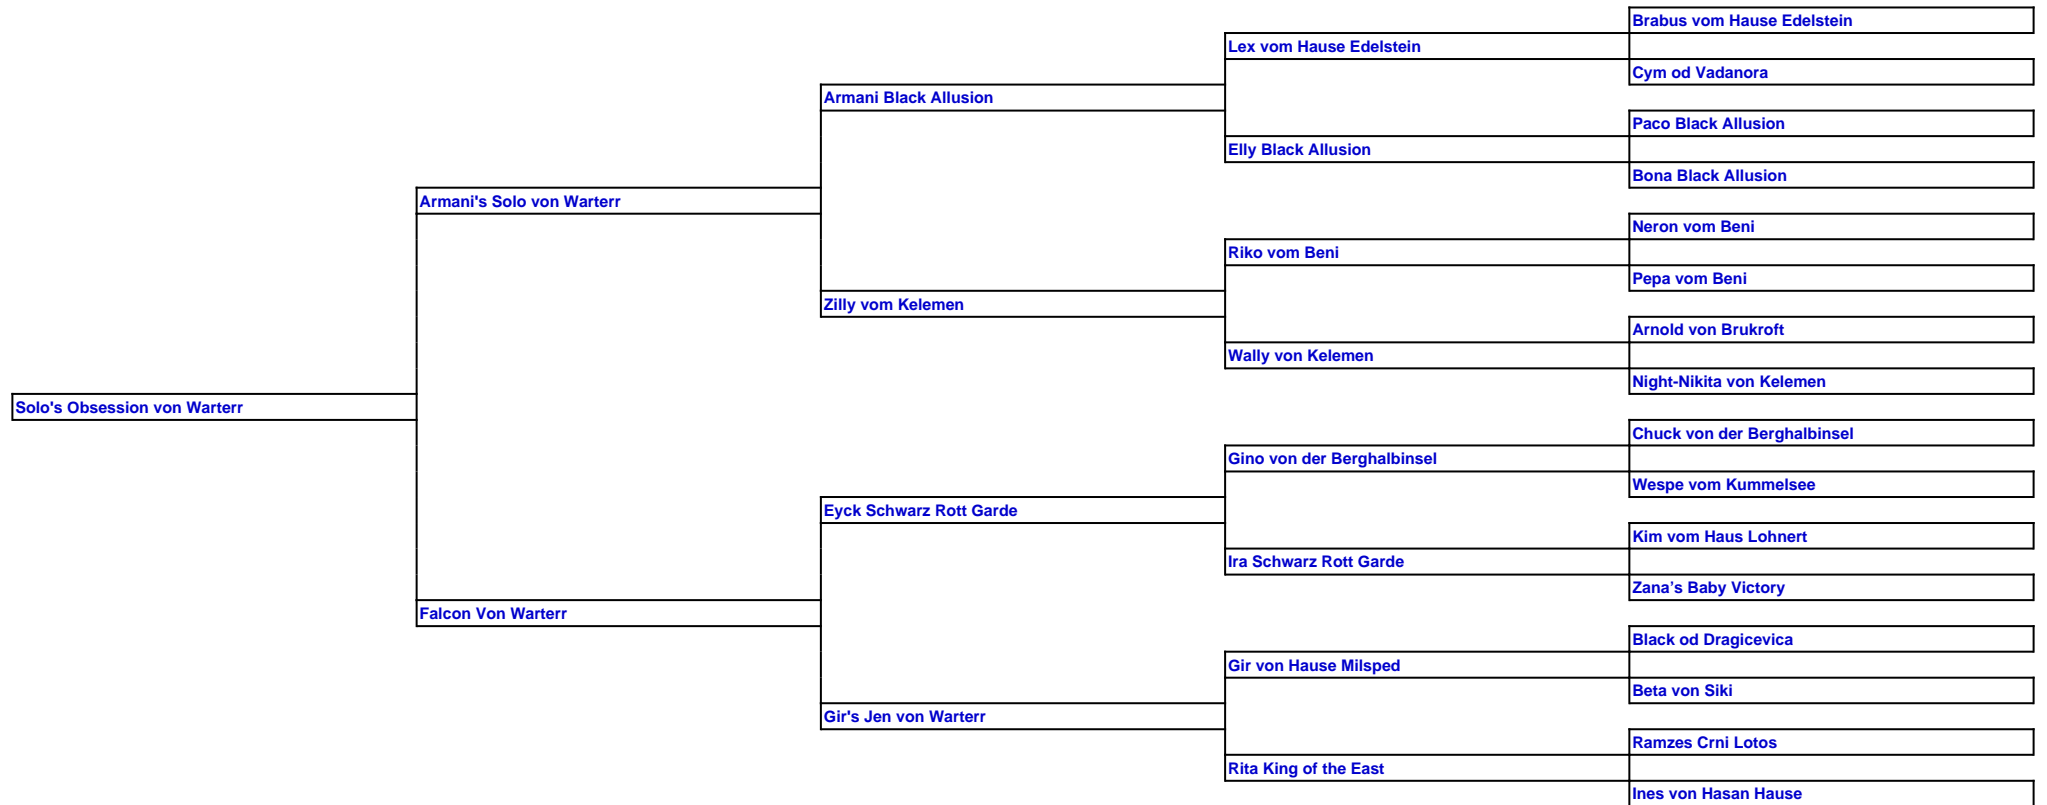 Brabus vom Hause Edelstein
Lex vom Hause Edelstein
Cym od Vadanora
Armani Black Allusion
Paco Black Allusion
Elly Black Allusion
Bona Black Allusion
Armani's Solo von Warterr
Neron vom Beni
Riko vom Beni
Pepa vom Beni
Zilly vom Kelemen
Arnold von Brukroft
Wally von Kelemen
Night-Nikita von Kelemen
Solo's Obsession von Warterr
Chuck von der Berghalbinsel
Gino von der Berghalbinsel
Wespe vom Kummelsee
Eyck Schwarz Rott Garde
Kim vom Haus Lohnert
Ira Schwarz Rott Garde
Zana’s Baby Victory
Falcon Von Warterr
Black od Dragicevica
Gir von Hause Milsped
Beta von Siki
Gir's Jen von Warterr
Ramzes Crni Lotos
Rita King of the East
Ines von Hasan Hause